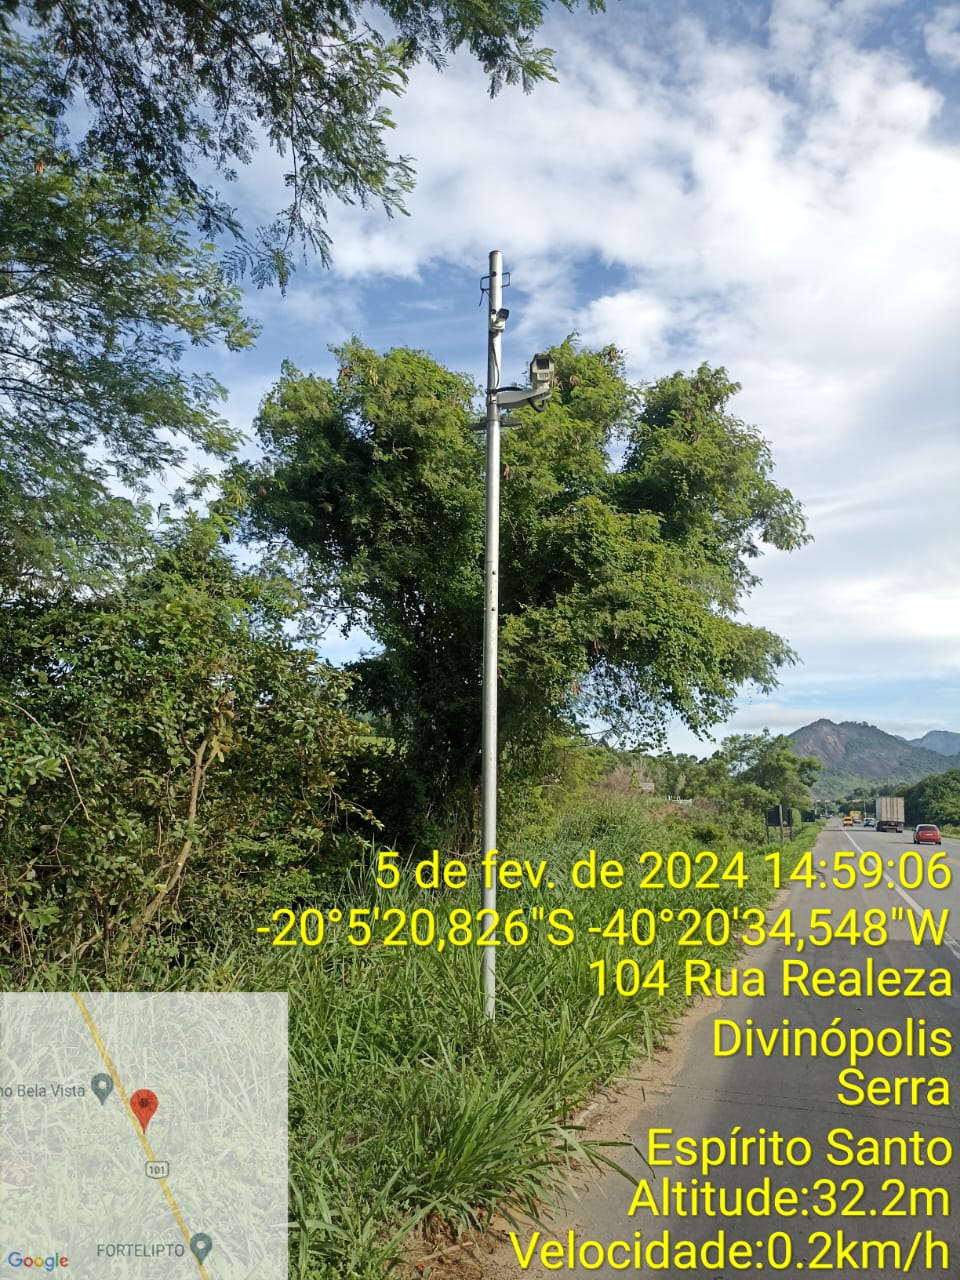 5 de fev. de 2024 14:59:06
-20°5'20,826"S -40°20'34,548"W
104 Rua Realeza
Divinópolis
Serra
Espírito Santo
Altitude:32.2m
Velocidade:0.2km/h
no Bela Vista
101
FORTELIPTO
Google